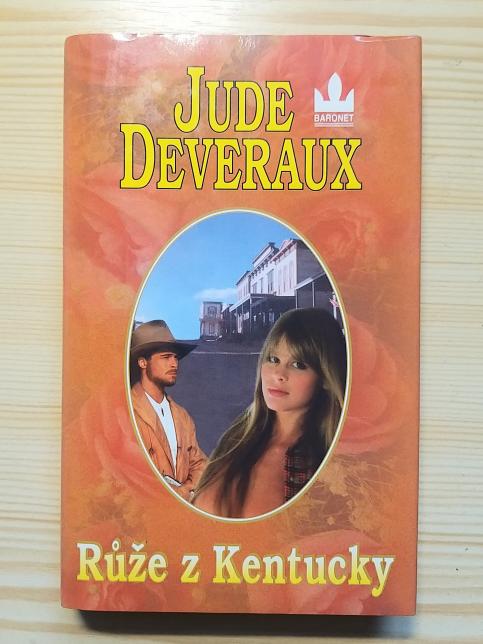 JUDE
DEVERAUX
BARONET
Růže z Kentucky